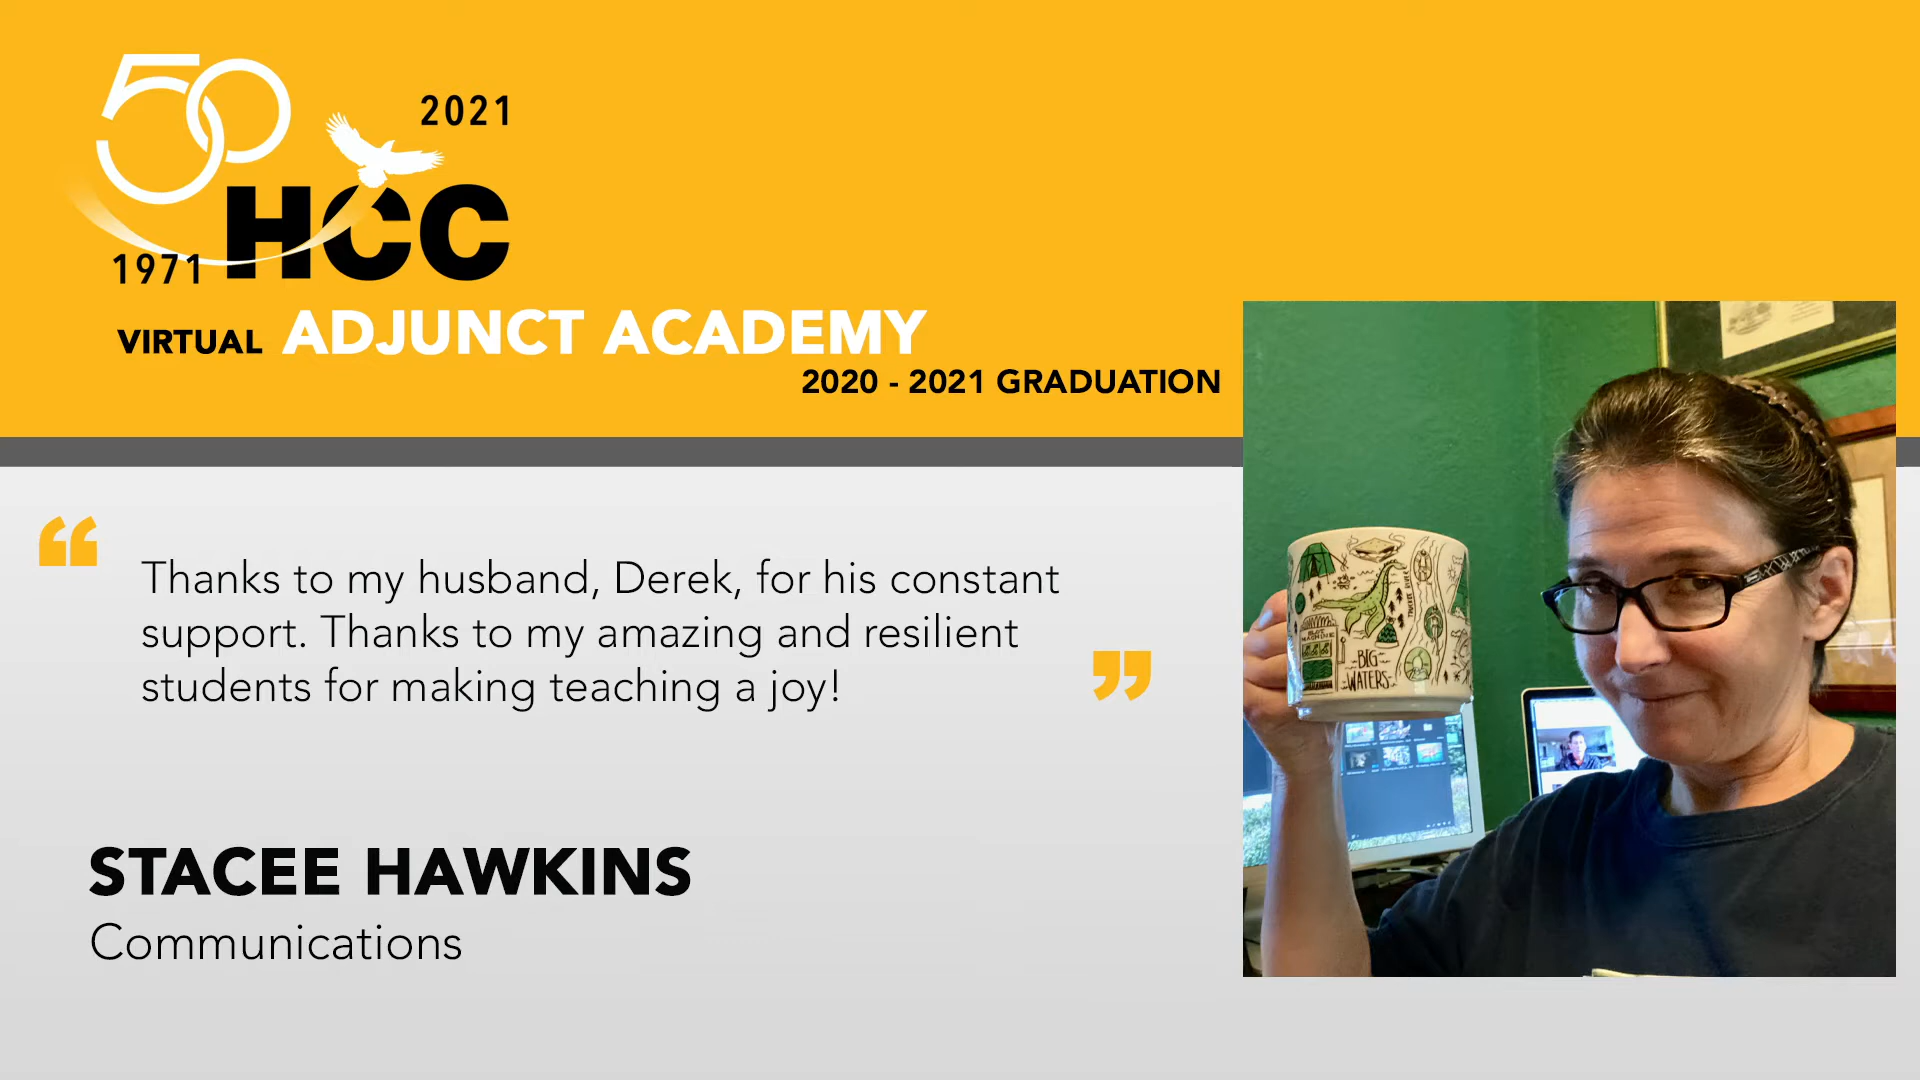 50
2021
HCC
1971
VIRTUAL ADJUNCT ACADEMY
2020 - 2021 GRADUATION
“
Thanks to my husband, Derek, for his constant
support. Thanks to my amazing and resilient
students for making teaching a joy!
”
STACEE HAWKINS
Communications
BIG
WATERS